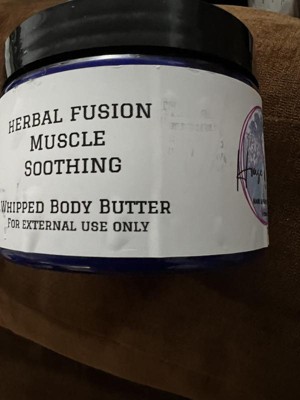 HERBAL FUSION
MUSCLE
SOOTHING
WHIPPED BODY BUTTER
FOR EXTERNAL USE ONLY